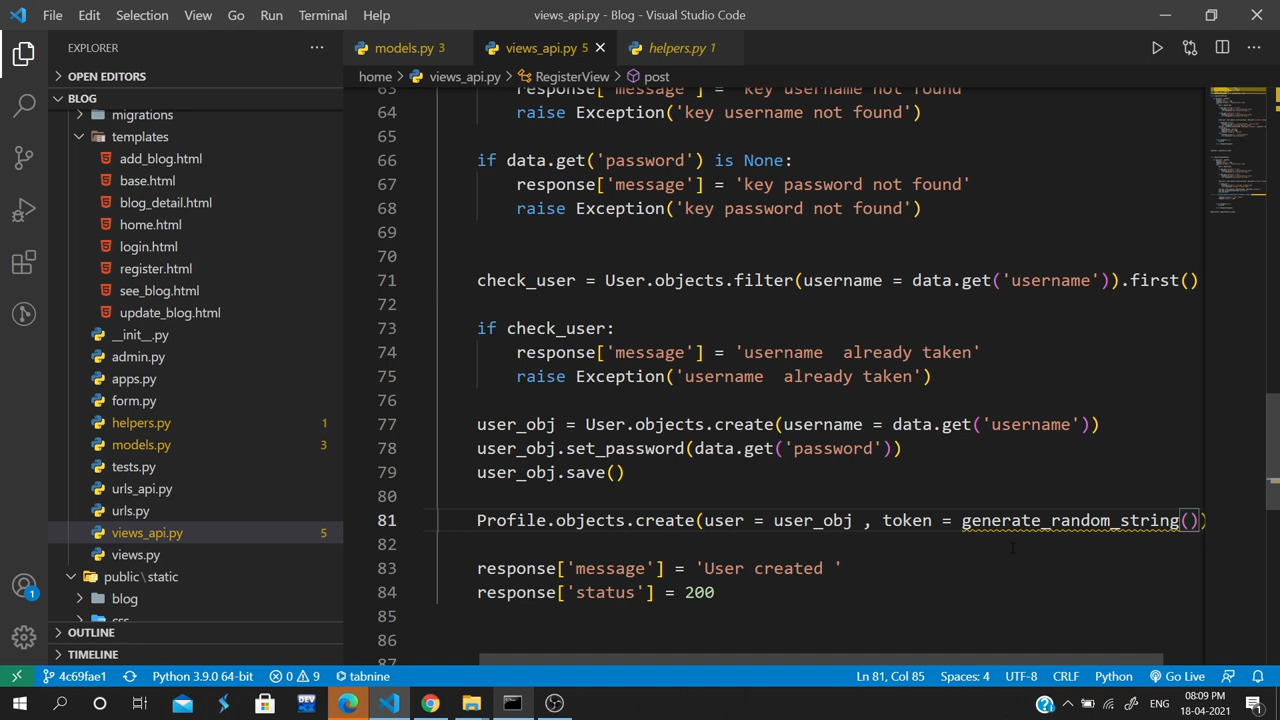 File Edit Selection View Go Run Terminal Help views_api.py - Blog - Visual Studio Code
EXPLORER
OPEN EDITORS
BLOG
migrations
templates
add_blog.html
base.html
blog_detail.html
home.html
login.html
register.html
see_blog.html
update_blog.html
__init__.py
admin.py
apps.py
form.py
helpers.py 1
models.py 3
tests.py
urls_api.py
urls.py
views_api.py 5
views.py
public\static
blog
OUTLINE
TIMELINE
models.py 3 views_api.py 5 helpers.py 1
home > views_api.py > RegisterView > post
63 response['message'] = 'key username not found'
64 raise Exception('key username not found')
65
66 if data.get('password') is None:
67 response['message'] = 'key password not found'
68 raise Exception('key password not found')
69
70
71 check_user = User.objects.filter(username = data.get('username')).first()
72
73 if check_user:
74 response['message'] = 'username  already taken'
75 raise Exception('username  already taken')
76
77 user_obj = User.objects.create(username = data.get('username'))
78 user_obj.set_password(data.get('password'))
79 user_obj.save()
80
81 Profile.objects.create(user = user_obj , token = generate_random_string())
82
83 response['message'] = 'User created '
84 response['status'] = 200
85
86
87
1
4c69fae1 Python 3.9.0 64-bit 0 9 tabnine Ln 81, Col 85 Spaces: 4 UTF-8 CRLF Python Go Live
ENG 08:09 PM
18-04-2021
1